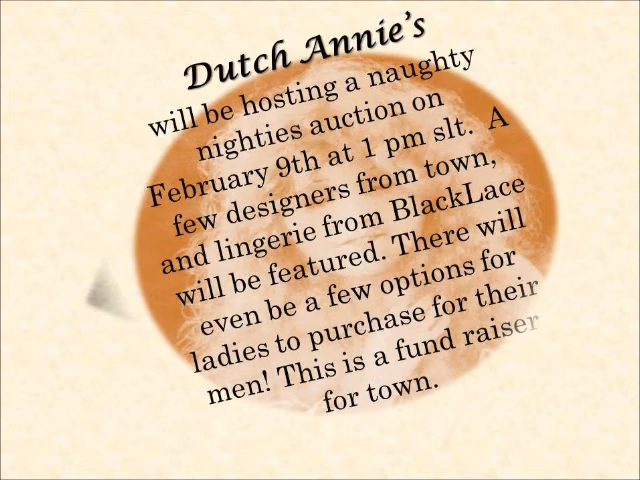 Dutch Annie's
will be hosting a naughty
nighties auction on
February 9th at 1 pm slt. A
few designers from town,
and lingerie from BlackLace
will be featured. There will
even be a few options for
ladies to purchase for their
men! This is a fund raiser
for town.